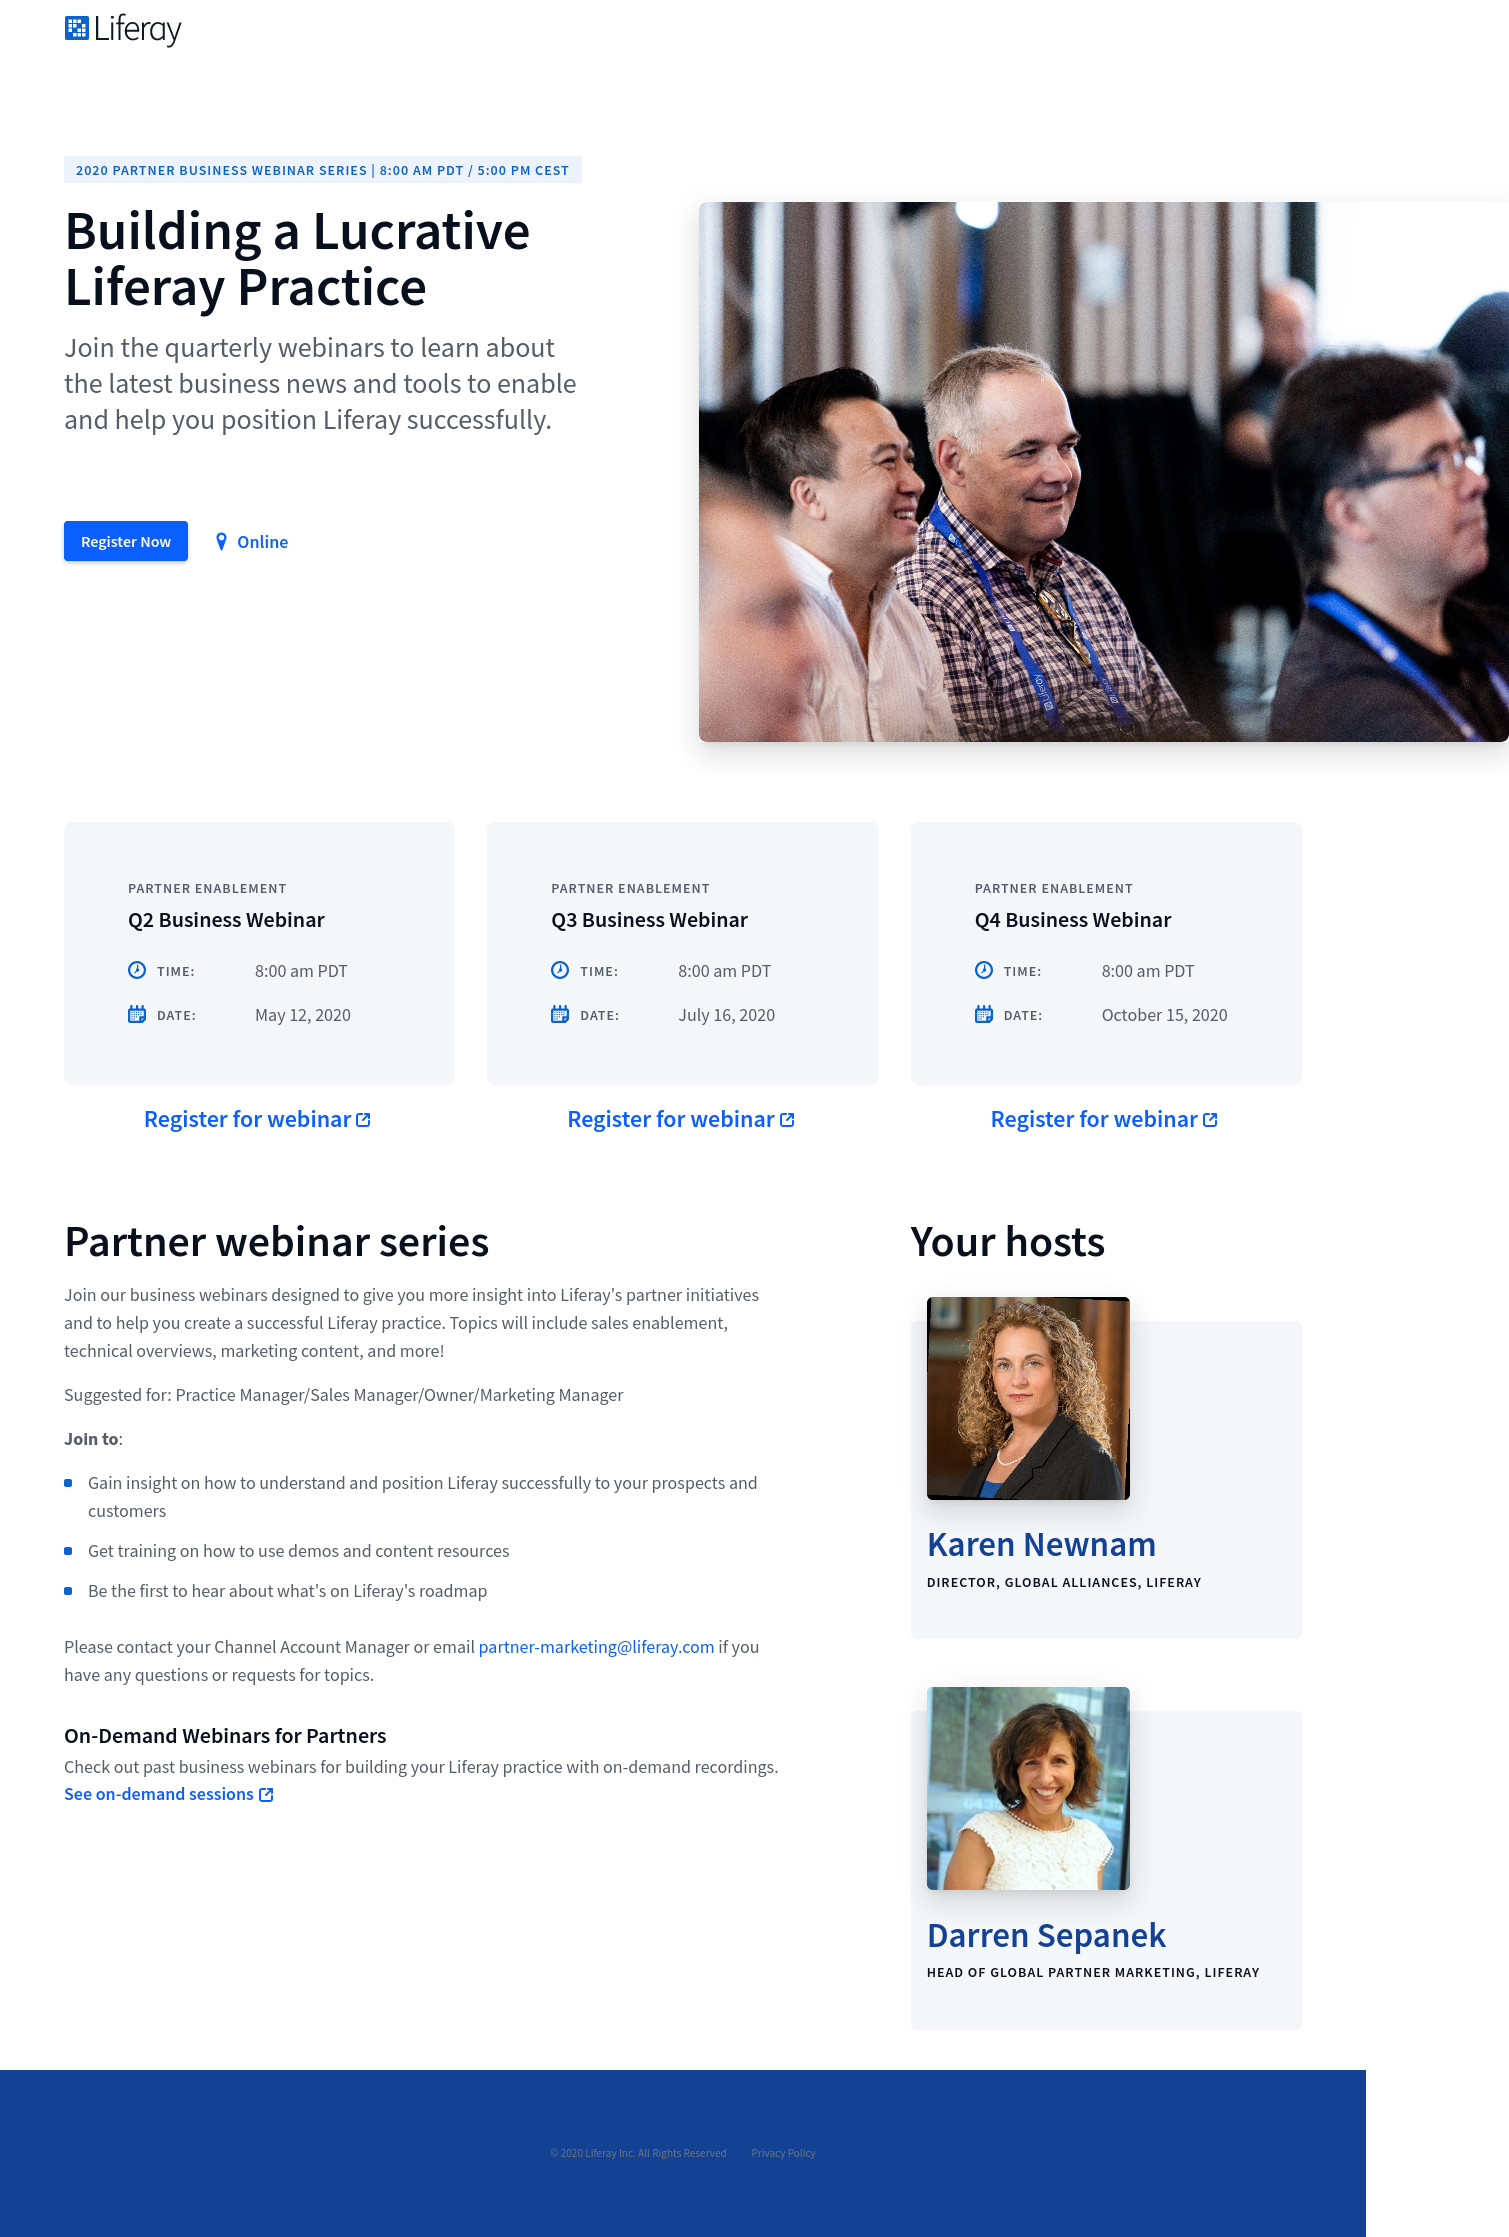 Liferay
2020 PARTNER BUSINESS WEBINAR SERIES | 8:00 AM PDT / 5:00 PM CEST
Building a Lucrative
Liferay Practice
Join the quarterly webinars to learn about
the latest business news and tools to enable
and help you position Liferay successfully.
Register Now
Online
Liferay
PARTNER ENABLEMENT
Q2 Business Webinar
TIME: 8:00 am PDT
DATE: May 12, 2020
Register for webinar
PARTNER ENABLEMENT
Q3 Business Webinar
TIME: 8:00 am PDT
DATE: July 16, 2020
Register for webinar
PARTNER ENABLEMENT
Q4 Business Webinar
TIME: 8:00 am PDT
DATE: October 15, 2020
Register for webinar
Partner webinar series
Join our business webinars designed to give you more insight into Liferay's partner initiatives
and to help you create a successful Liferay practice. Topics will include sales enablement,
technical overviews, marketing content, and more!
Suggested for: Practice Manager/Sales Manager/Owner/Marketing Manager
Join to:
Gain insight on how to understand and position Liferay successfully to your prospects and
customers
Get training on how to use demos and content resources
Be the first to hear about what's on Liferay's roadmap
Please contact your Channel Account Manager or email partner-marketing@liferay.com if you
have any questions or requests for topics.
On-Demand Webinars for Partners
Check out past business webinars for building your Liferay practice with on-demand recordings.
See on-demand sessions
Your hosts
Karen Newnam
DIRECTOR, GLOBAL ALLIANCES, LIFERAY
Darren Sepanek
HEAD OF GLOBAL PARTNER MARKETING, LIFERAY
© 2020 Liferay Inc. All Rights Reserved Privacy Policy